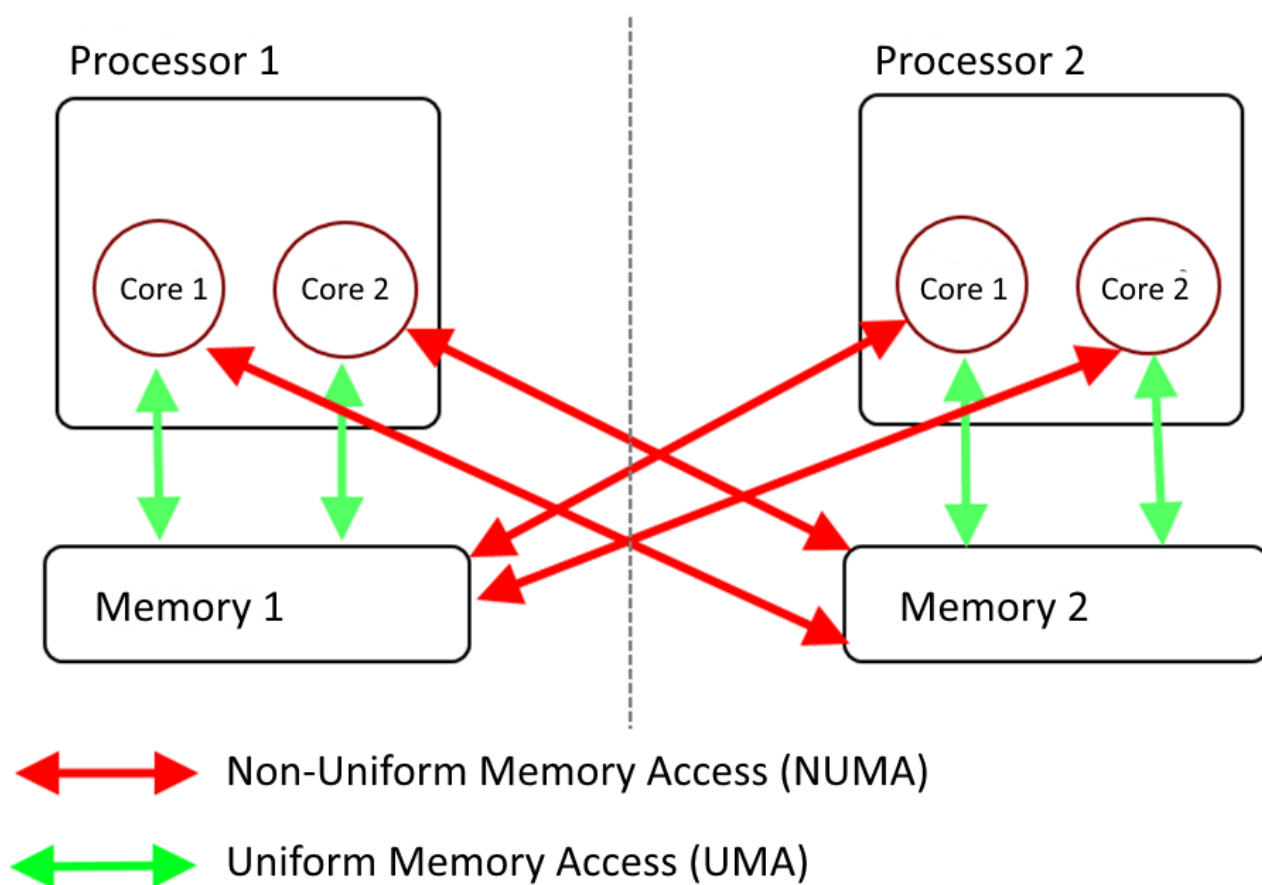 Processor 1
Processor 2
Core 1
Core 2
Core 1
Core 2
Memory 1
Memory 2
Non-Uniform Memory Access (NUMA)
Uniform Memory Access (UMA)